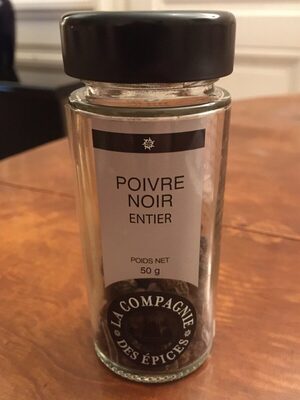 POIVRE
NOIR
ENTIER
POIDS NET
50 g
LA COMPAGNIE
DES ÉPICES